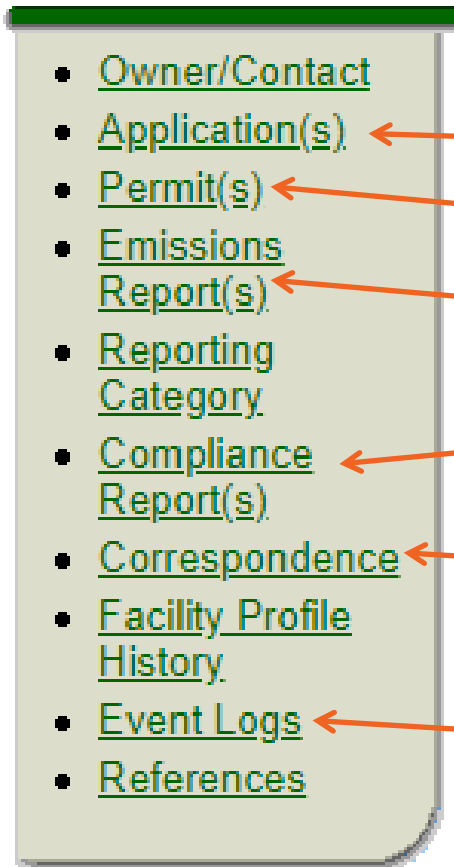 Owner/Contact
Application(s)
Permit(s)
Emissions
Report(s)
Reporting
Category
Compliance
Report(s)
Correspondence
Facility Profile
History
Event Logs
References